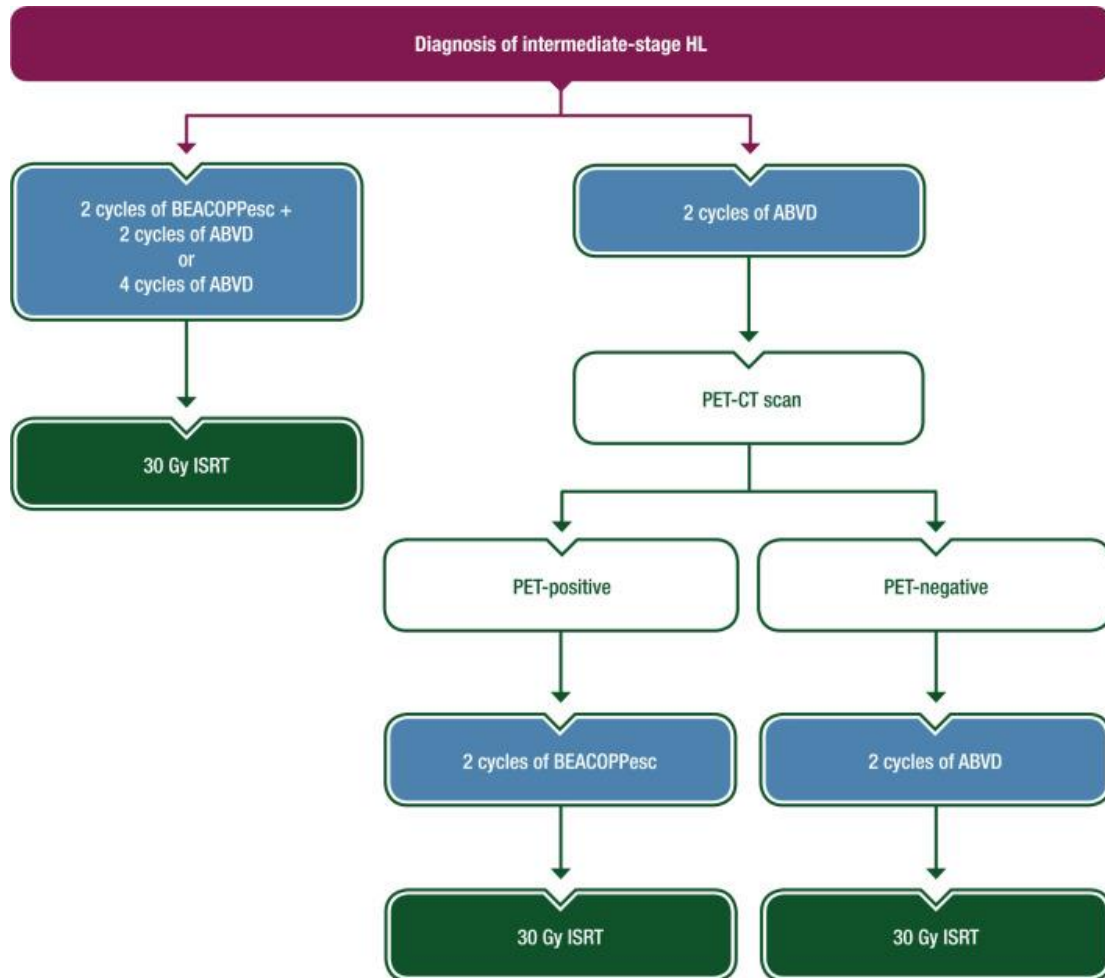 Diagnosis of intermediate-stage HL
2 cycles of BEACOPPesc +
2 cycles of ABVD
or
4 cycles of ABVD
2 cycles of ABVD
PET-CT scan
30 Gy ISRT
PET-positive
PET-negative
2 cycles of BEACOPPesc
2 cycles of ABVD
30 Gy ISRT
30 Gy ISRT